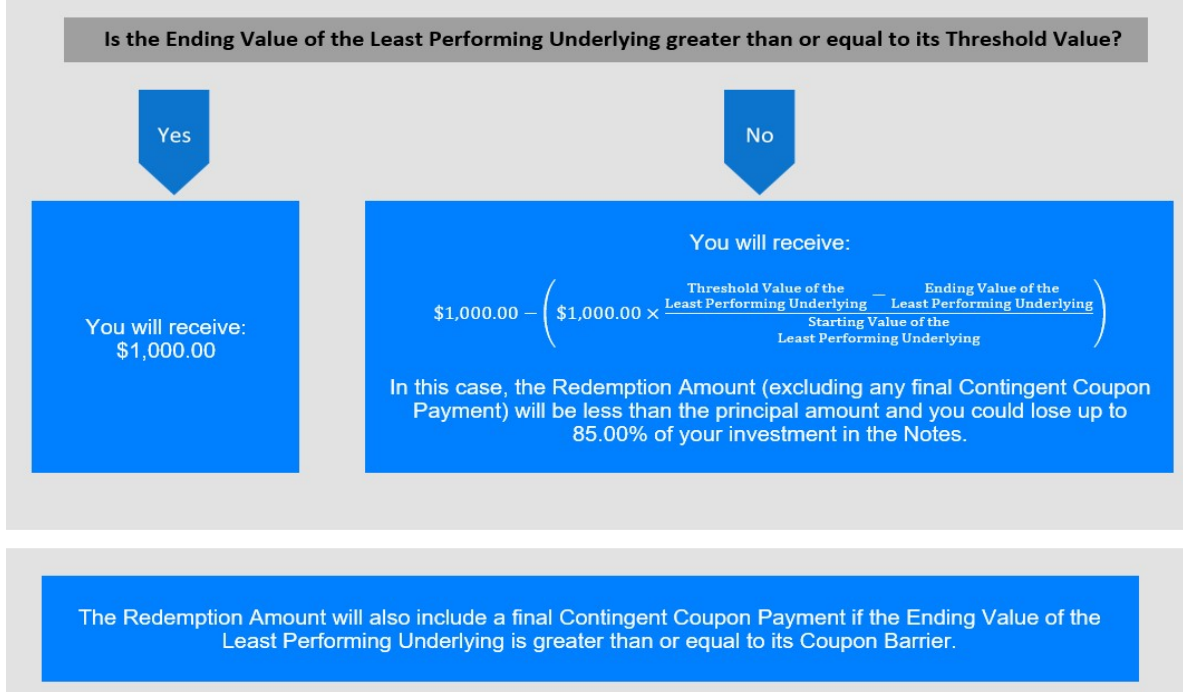 Is the Ending Value of the Least Performing Underlying greater than or equal to its Threshold Value?
Yes
No
You will receive:
$1,000.00
You will receive:
$1,000.00 − ( $1,000.00 × (Threshold Value of the Least Performing Underlying − Ending Value of the Least Performing Underlying) / Starting Value of the Least Performing Underlying )
In this case, the Redemption Amount (excluding any final Contingent Coupon
Payment) will be less than the principal amount and you could lose up to
85.00% of your investment in the Notes.
The Redemption Amount will also include a final Contingent Coupon Payment if the Ending Value of the
Least Performing Underlying is greater than or equal to its Coupon Barrier.